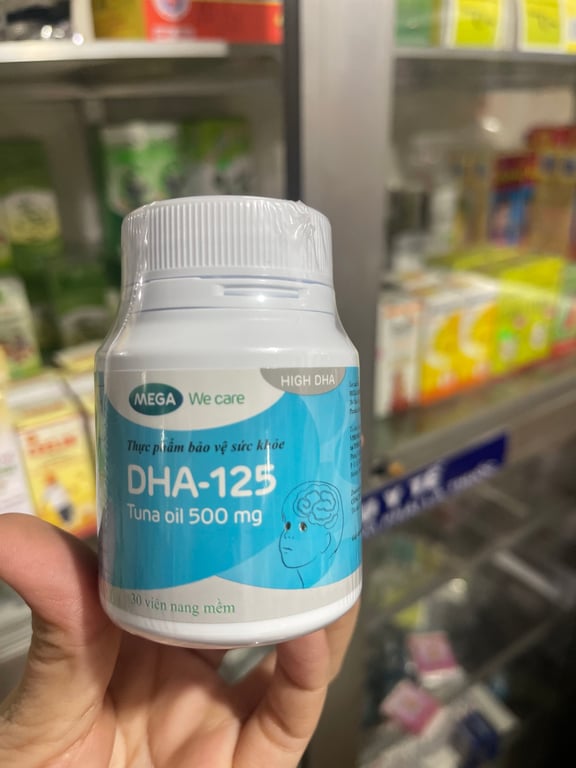 HIGH DHA
MEGA We care
Thực phẩm bảo vệ sức khỏe
DHA-125
Tuna oil 500 mg
30 viên nang mềm